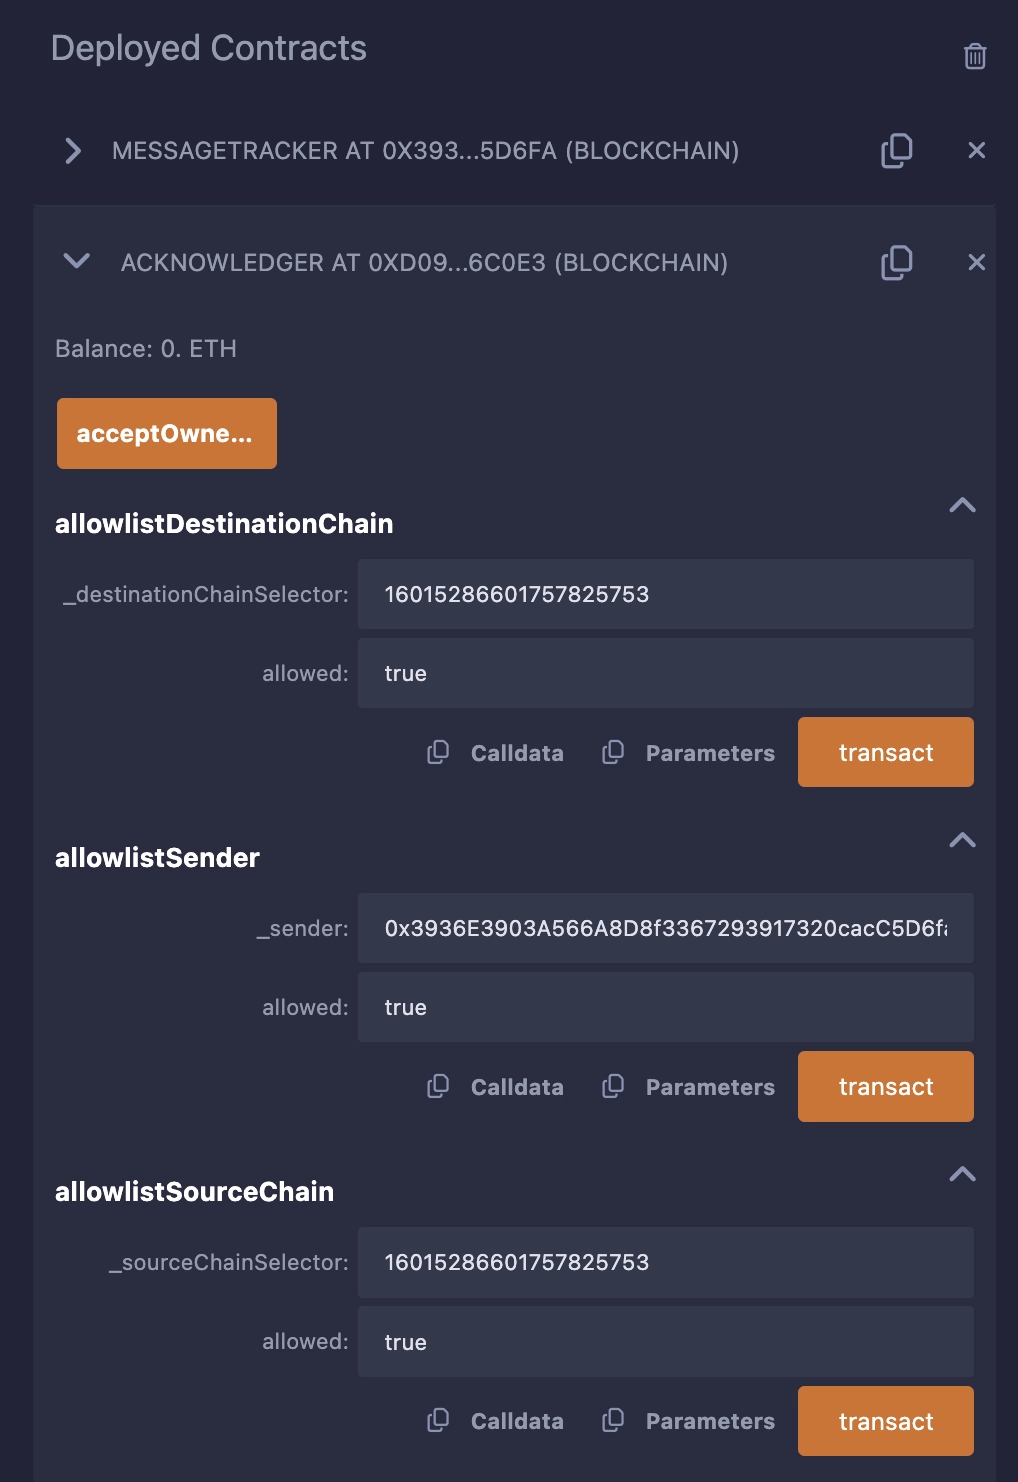 Deployed Contracts
MESSAGETRACKER AT 0X393...5D6FA (BLOCKCHAIN)
ACKNOWLEDGER AT 0XD09...6C0E3 (BLOCKCHAIN)
Balance: 0. ETH
acceptOwne...
allowlistDestinationChain
_destinationChainSelector: 16015286601757825753
allowed: true
Calldata Parameters transact
allowlistSender
_sender: 0x3936E3903A566A8D8f3367293917320cacC5D6fa
allowed: true
Calldata Parameters transact
allowlistSourceChain
_sourceChainSelector: 16015286601757825753
allowed: true
Calldata Parameters transact